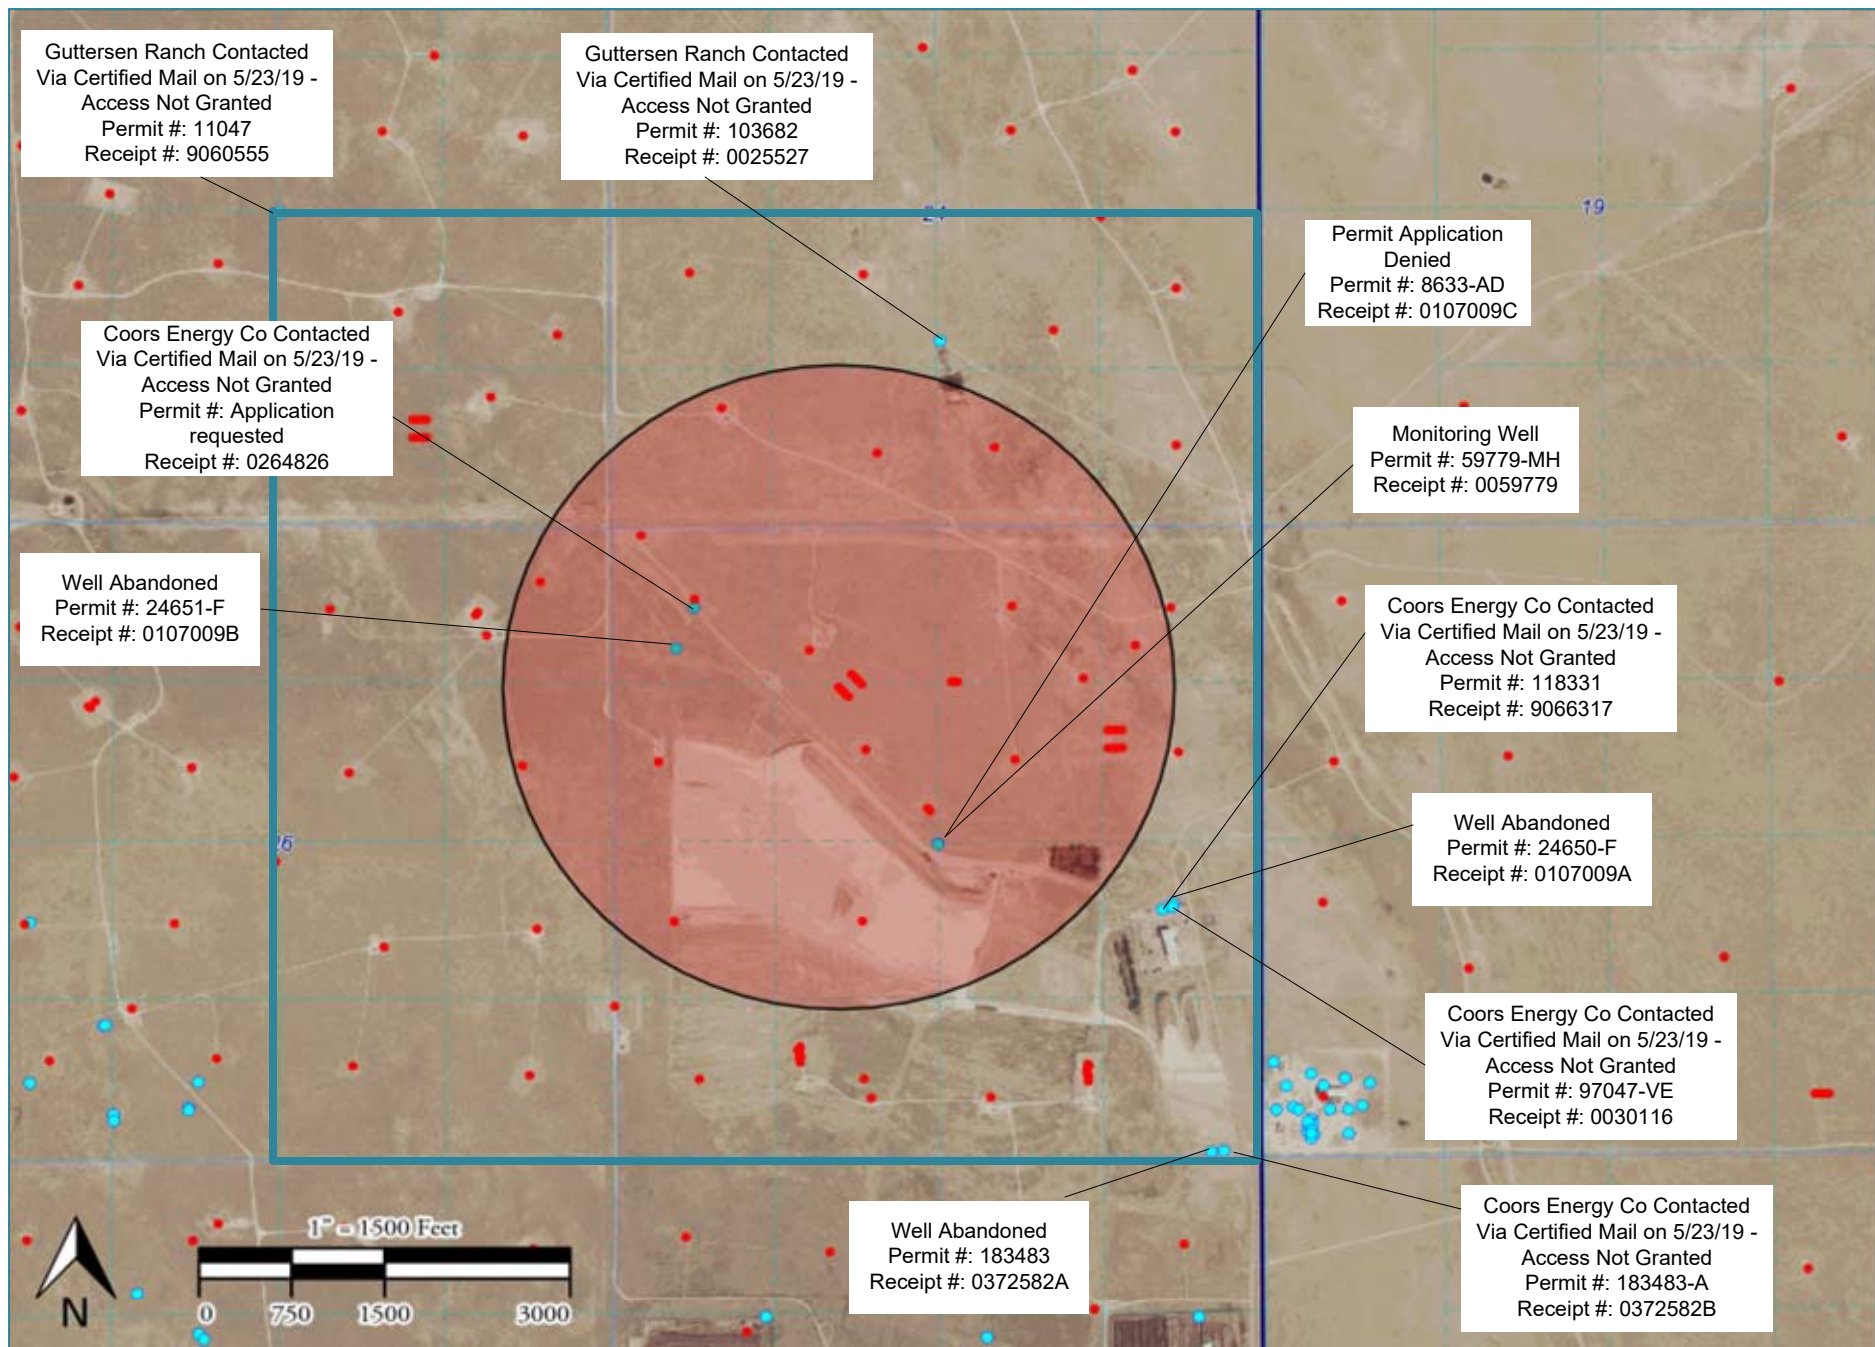 Guttersen Ranch Contacted
Via Certified Mail on 5/23/19 -
Access Not Granted
Permit #: 11047
Receipt #: 9060555
Guttersen Ranch Contacted
Via Certified Mail on 5/23/19 -
Access Not Granted
Permit #: 103682
Receipt #: 0025527
24
19
Permit Application
Denied
Permit #: 8633-AD
Receipt #: 0107009C
Coors Energy Co Contacted
Via Certified Mail on 5/23/19 -
Access Not Granted
Permit #: Application
requested
Receipt #: 0264826
Monitoring Well
Permit #: 59779-MH
Receipt #: 0059779
Well Abandoned
Permit #: 24651-F
Receipt #: 0107009B
Coors Energy Co Contacted
Via Certified Mail on 5/23/19 -
Access Not Granted
Permit #: 118331
Receipt #: 9066317
26
Well Abandoned
Permit #: 24650-F
Receipt #: 0107009A
Coors Energy Co Contacted
Via Certified Mail on 5/23/19 -
Access Not Granted
Permit #: 97047-VE
Receipt #: 0030116
Well Abandoned
Permit #: 183483
Receipt #: 0372582A
Coors Energy Co Contacted
Via Certified Mail on 5/23/19 -
Access Not Granted
Permit #: 183483-A
Receipt #: 0372582B
1" = 1500 Feet
0 750 1500 3000
N